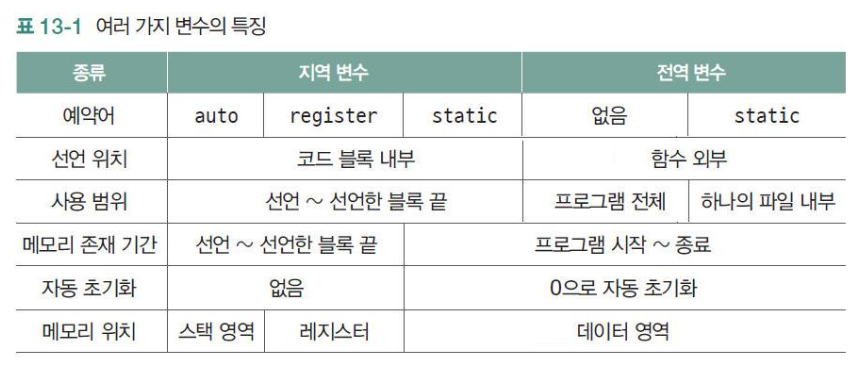 표 13-1 여러 가지 변수의 특징
종류 지역 변수 전역 변수
예약어 auto register static 없음 static
선언 위치 코드 블록 내부 함수 외부
사용 범위 선언 ~ 선언한 블록 끝 프로그램 전체 하나의 파일 내부
메모리 존재 기간 선언 ~ 선언한 블록 끝 프로그램 시작 ~ 종료
자동 초기화 없음 0으로 자동 초기화
메모리 위치 스택 영역 레지스터 데이터 영역